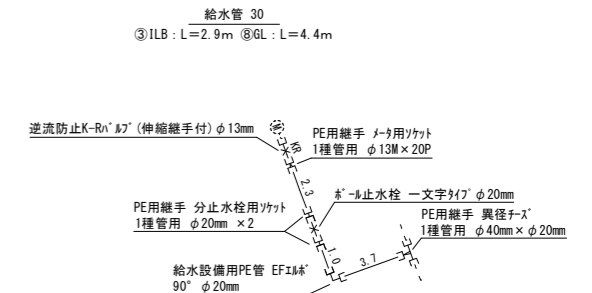 給水管 30
③ILB：L=2.9m ⑧GL：L=4.4m
逆流防止K-Rﾊﾞﾙﾌﾞ(伸縮継手付)φ13mm
M
KR
PE用継手 ﾒｰﾀ用ｿｹｯﾄ
1種管用 φ13M×20P
2.3
ﾎﾞｰﾙ止水栓 一文字ﾀｲﾌﾟφ20mm
PE用継手 分止水栓用ｿｹｯﾄ
1種管用 φ20mm ×2
PE用継手 異径ﾁｰｽﾞ
1種管用 φ40mm×φ20mm
1.0
3.7
給水設備用PE管 EFｴﾙﾎﾞ
90° φ20mm